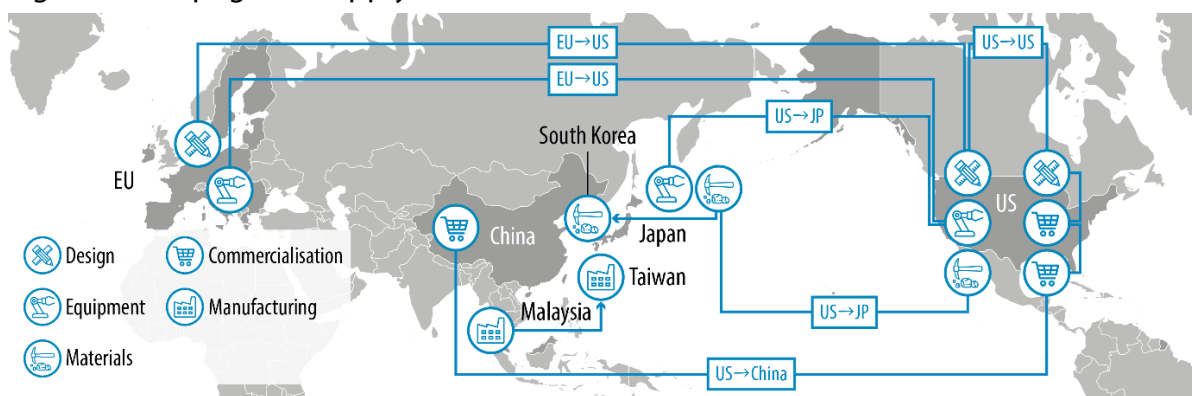 EU→US
US→US
EU→US
US→JP
South Korea
EU
US
China
Japan
Design
Commercialisation
Taiwan
Equipment
Manufacturing
Malaysia
US→JP
Materials
US→China